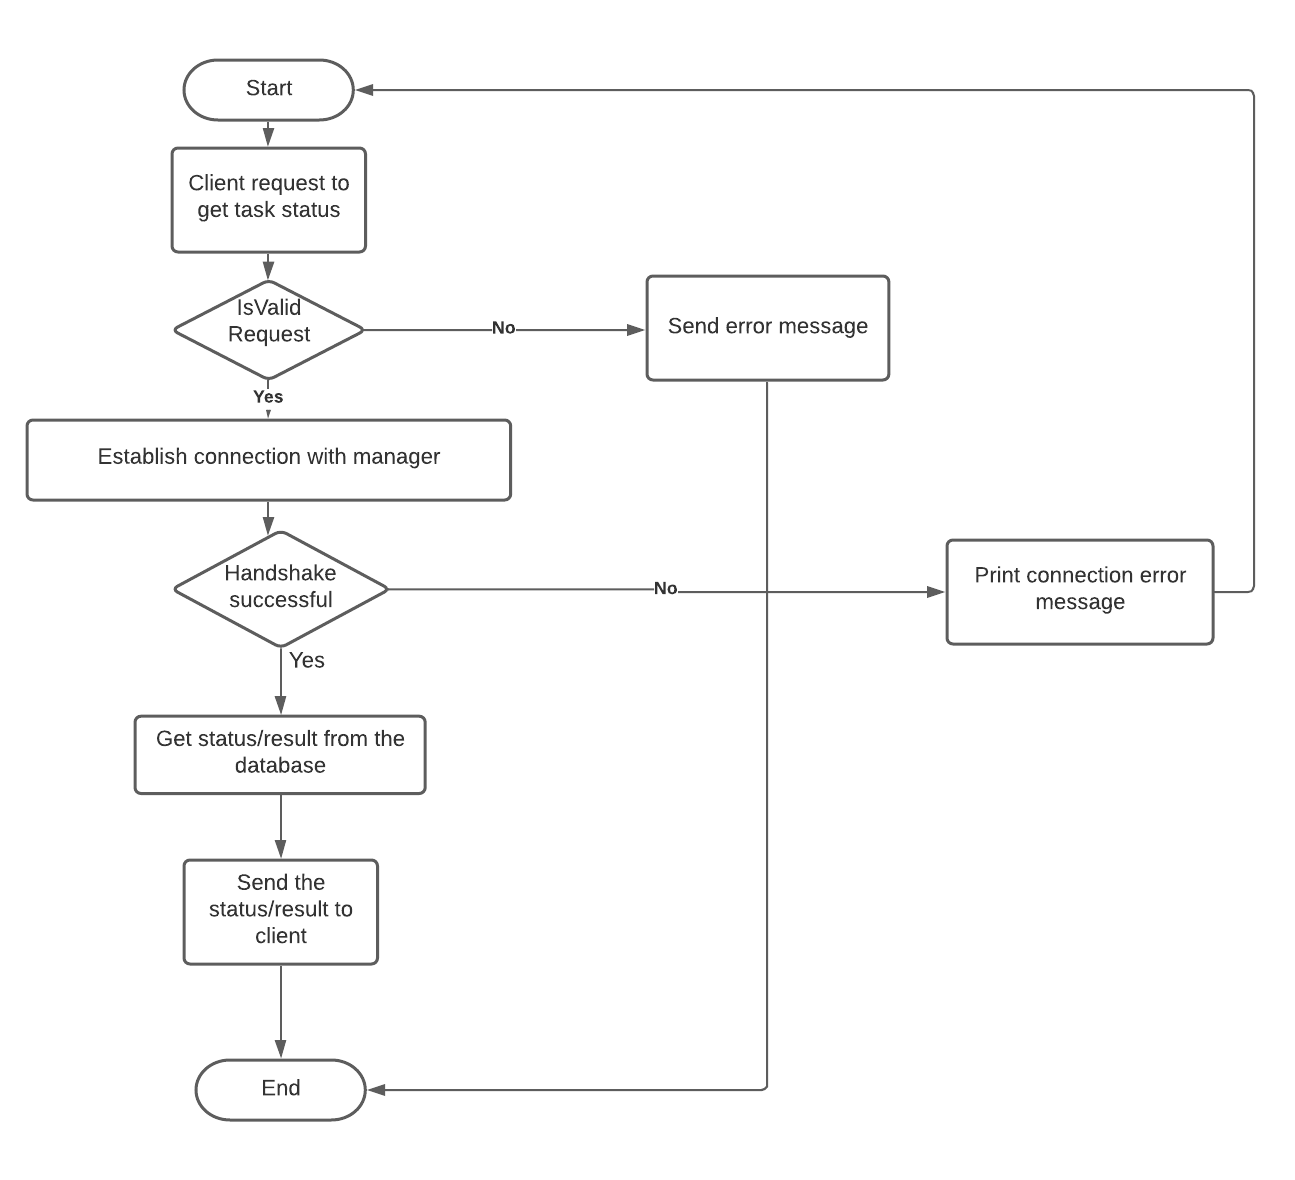 Start
Client request to
get task status
IsValid
Request
No
Send error message
Yes
Establish connection with manager
Handshake
successful
No
Print connection error
message
Yes
Get status/result from the
database
Send the
status/result to
client
End